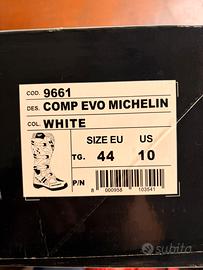 COD. 9661
DES. COMP EVO MICHELIN
COL. WHITE
SIZE EU US
TG. 44 10
P/N
8 000958 103541
subito